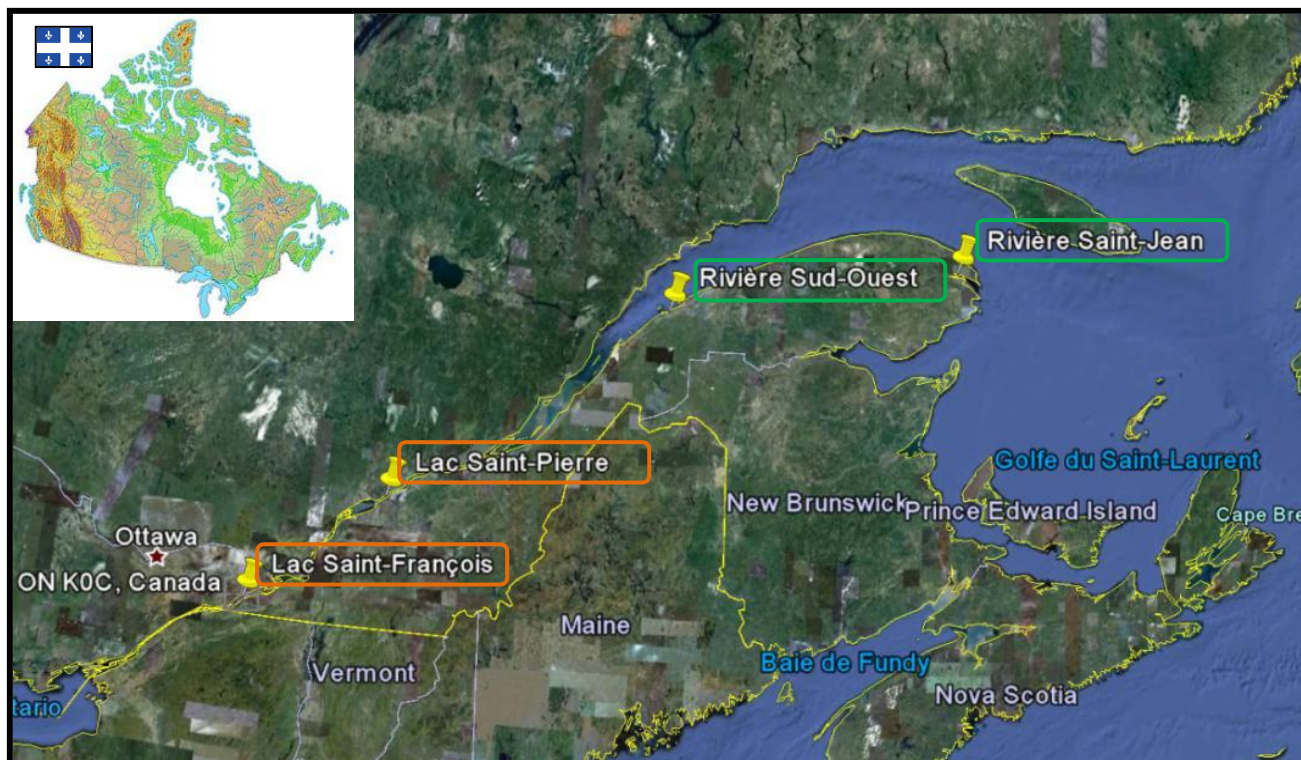 Rivière Saint-Jean
Rivière Sud-Ouest
Lac Saint-Pierre
Golfe du Saint-Laurent
New Brunswick
Prince Edward Island
Cape Bre
Ottawa
Lac Saint-François
ON K0C, Canada
Maine
Baie de Fundy
Vermont
Nova Scotia
tario